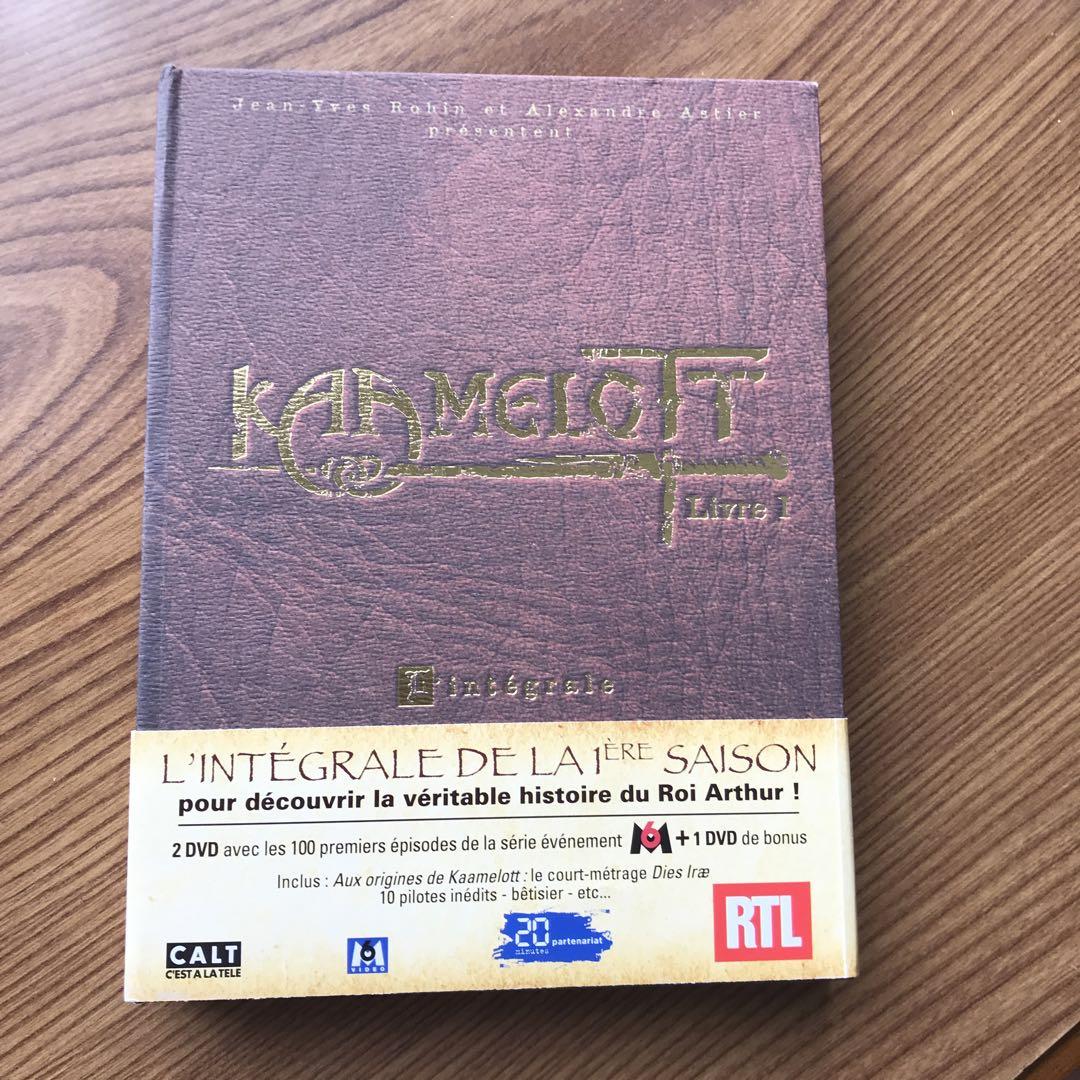 Jean-Yves Robin et Alexandre Astier
présentent
KAAMELOTT
Livre I
L'intégrale
L'INTÉGRALE DE LA 1ÈRE SAISON
pour découvrir la véritable histoire du Roi Arthur !
2 DVD avec les 100 premiers épisodes de la série événement M6 + 1 DVD de bonus
Inclus : Aux origines de Kaamelott : le court-métrage Dies Iræ
10 pilotes inédits - bêtisier - etc...
CALT
C'EST A LA TELE
M6
VIDEO
20
minutes
partenariat
RTL